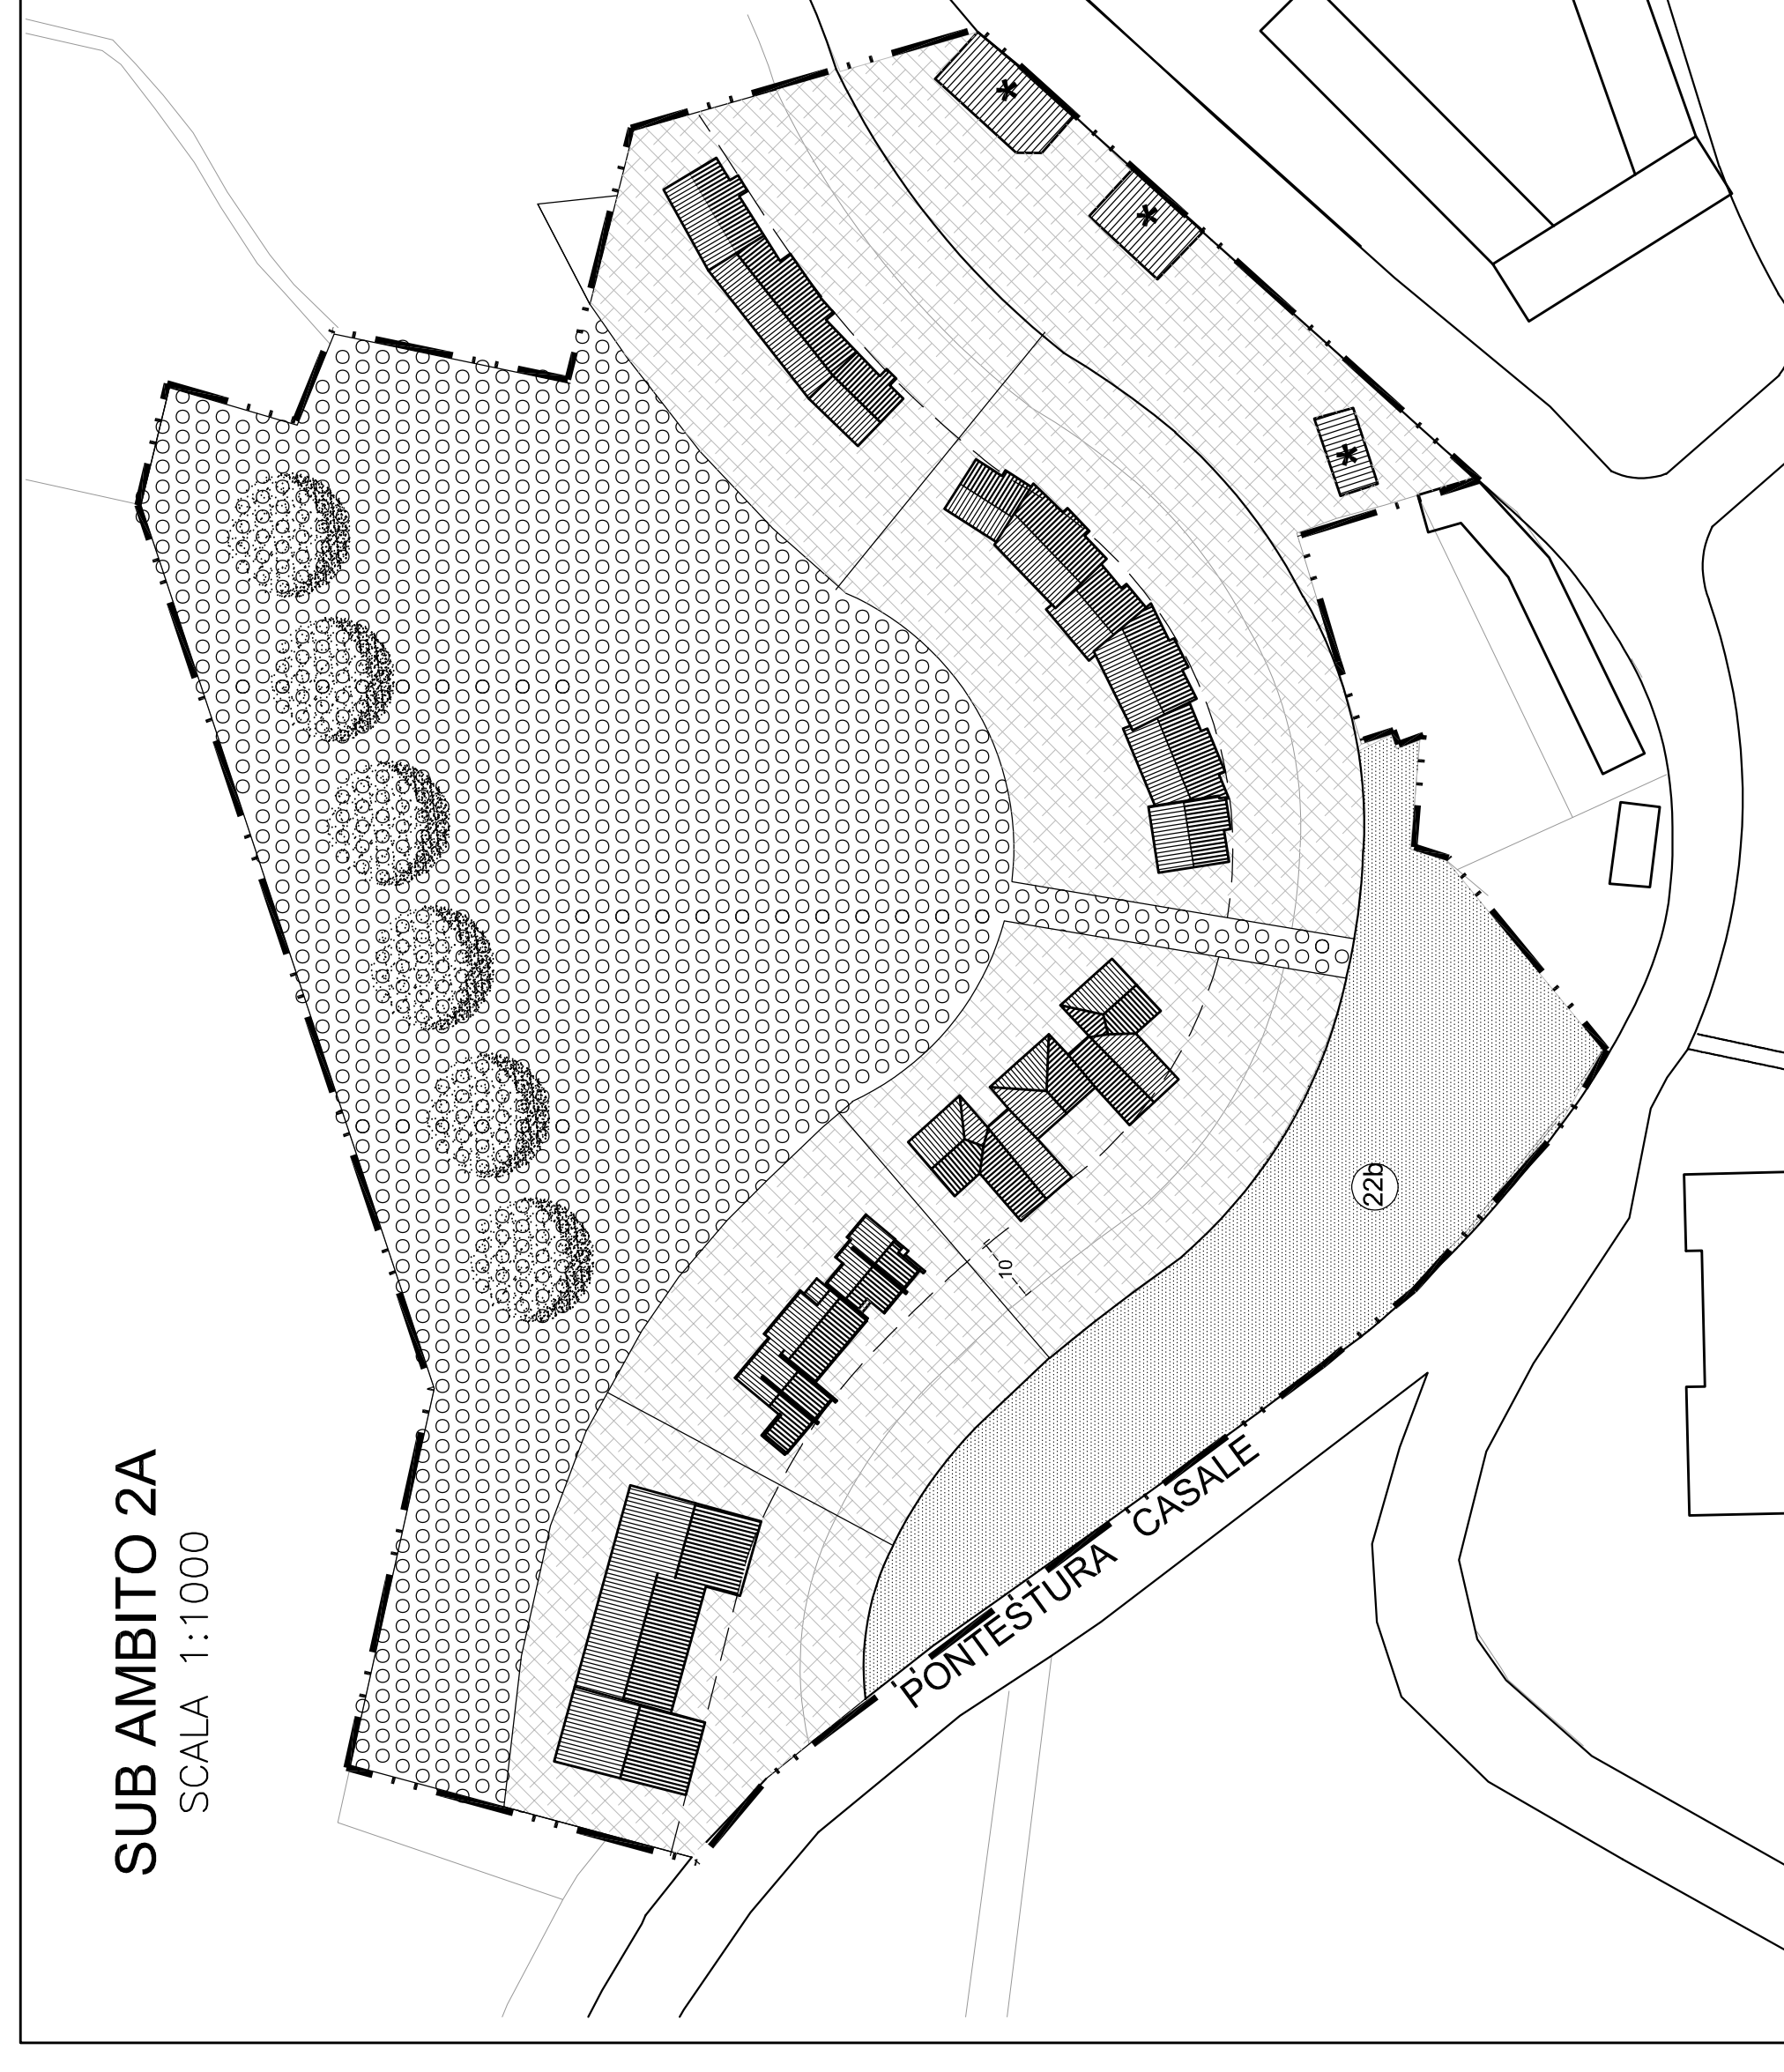 SUB AMBITO 2A
SCALA 1:1000
PONTESTURA CASALE
22b
10
*
*
*